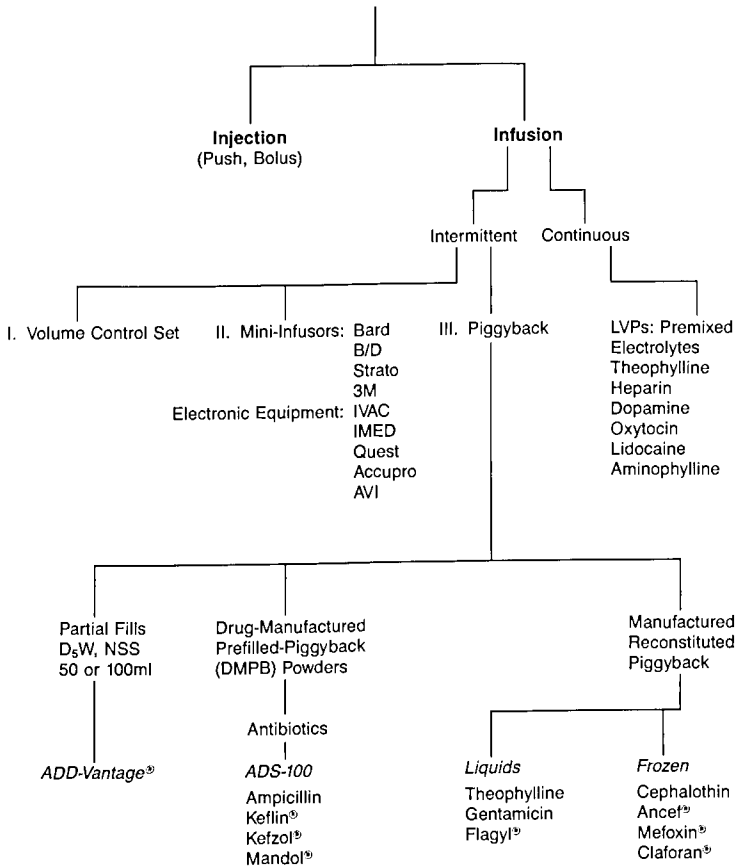 Injection
(Push, Bolus)
Infusion
Intermittent
Continuous
I. Volume Control Set
II. Mini-Infusors: Bard
B/D
Strato
3M
Electronic Equipment: IVAC
IMED
Quest
Accupro
AVI
III. Piggyback
LVPs: Premixed
Electrolytes
Theophylline
Heparin
Dopamine
Oxytocin
Lidocaine
Aminophylline
Partial Fills
D₅W, NSS
50 or 100ml
ADD-Vantage®
Drug-Manufactured
Prefilled-Piggyback
(DMPB) Powders
Antibiotics
ADS-100
Ampicillin
Keflin®
Kefzol®
Mandol®
Manufactured
Reconstituted
Piggyback
Liquids
Theophylline
Gentamicin
Flagyl®
Frozen
Cephalothin
Ancef®
Mefoxin®
Claforan®